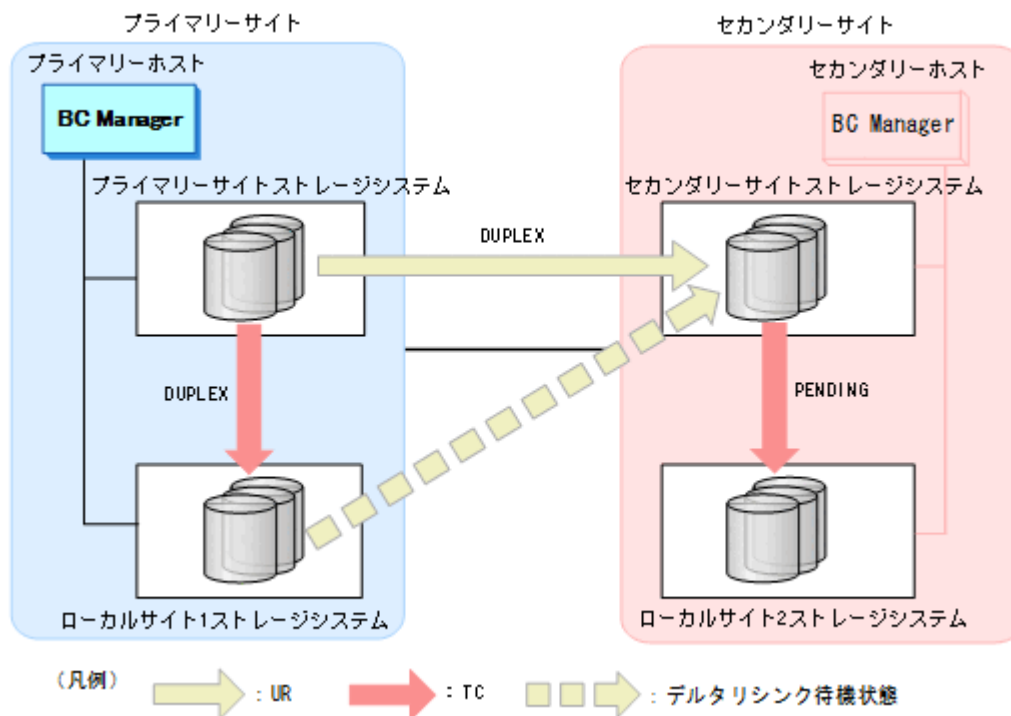 プライマリーサイト
セカンダリーサイト
プライマリーホスト
セカンダリーホスト
BC Manager
BC Manager
プライマリーサイトストレージシステム
セカンダリーサイトストレージシステム
DUPLEX
DUPLEX
PENDING
ローカルサイト1ストレージシステム
ローカルサイト2ストレージシステム
(凡例)
: UR
: TC
: デルタリシンク待機状態